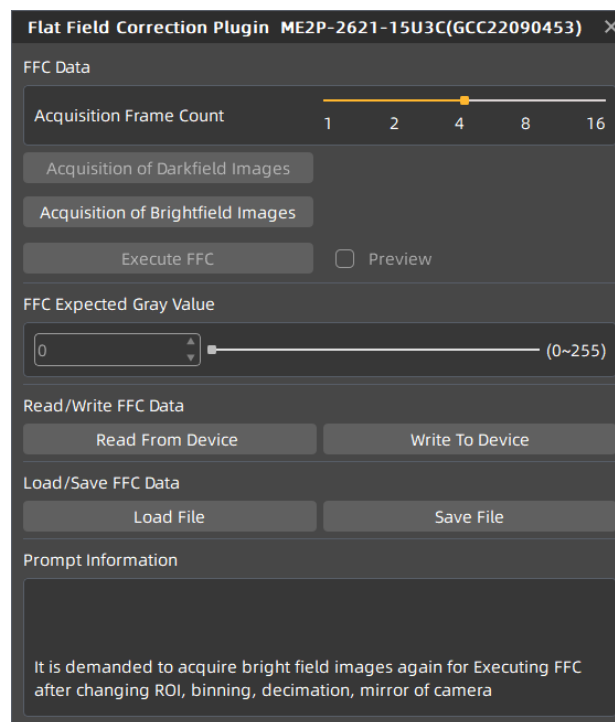 Flat Field Correction Plugin ME2P-2621-15U3C(GCC22090453) ×
FFC Data
Acquisition Frame Count
1 2 4 8 16
Acquisition of Darkfield Images
Acquisition of Brightfield Images
Execute FFC Preview
FFC Expected Gray Value
0 (0~255)
Read/Write FFC Data
Read From Device Write To Device
Load/Save FFC Data
Load File Save File
Prompt Information
It is demanded to acquire bright field images again for Executing FFC
after changing ROI, binning, decimation, mirror of camera